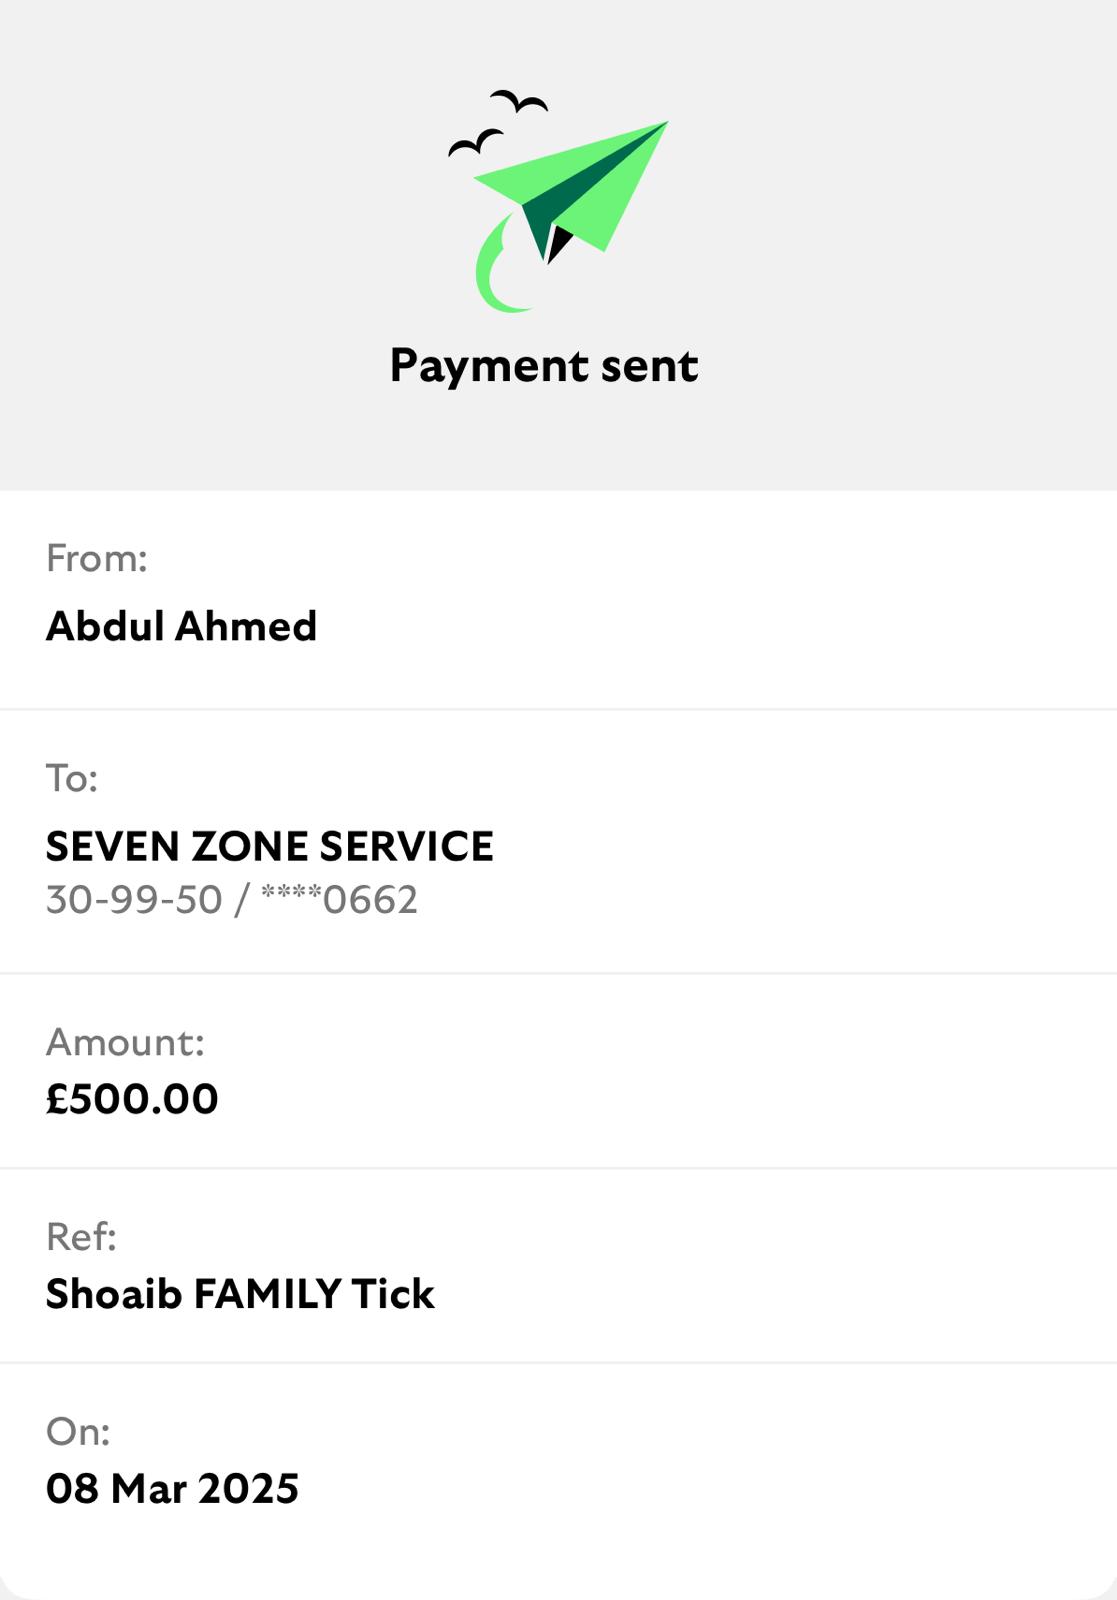 Payment sent
From:
Abdul Ahmed
To:
SEVEN ZONE SERVICE
30-99-50 / ****0662
Amount:
£500.00
Ref:
Shoaib FAMILY Tick
On:
08 Mar 2025